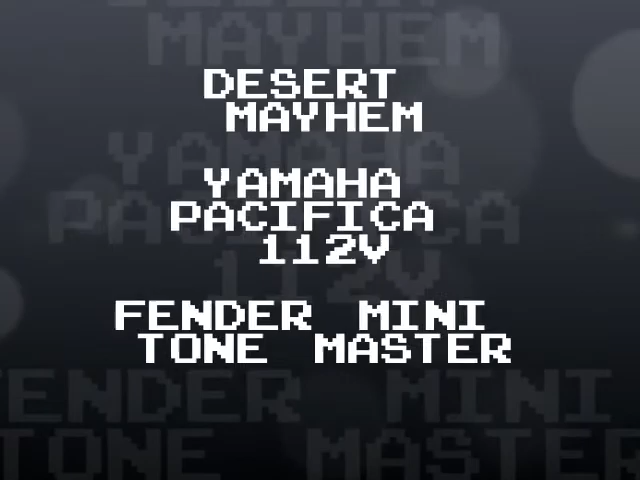 DESERT
MAYHEM
YAMAHA
PACIFICA
112V
FENDER MINI
TONE MASTER